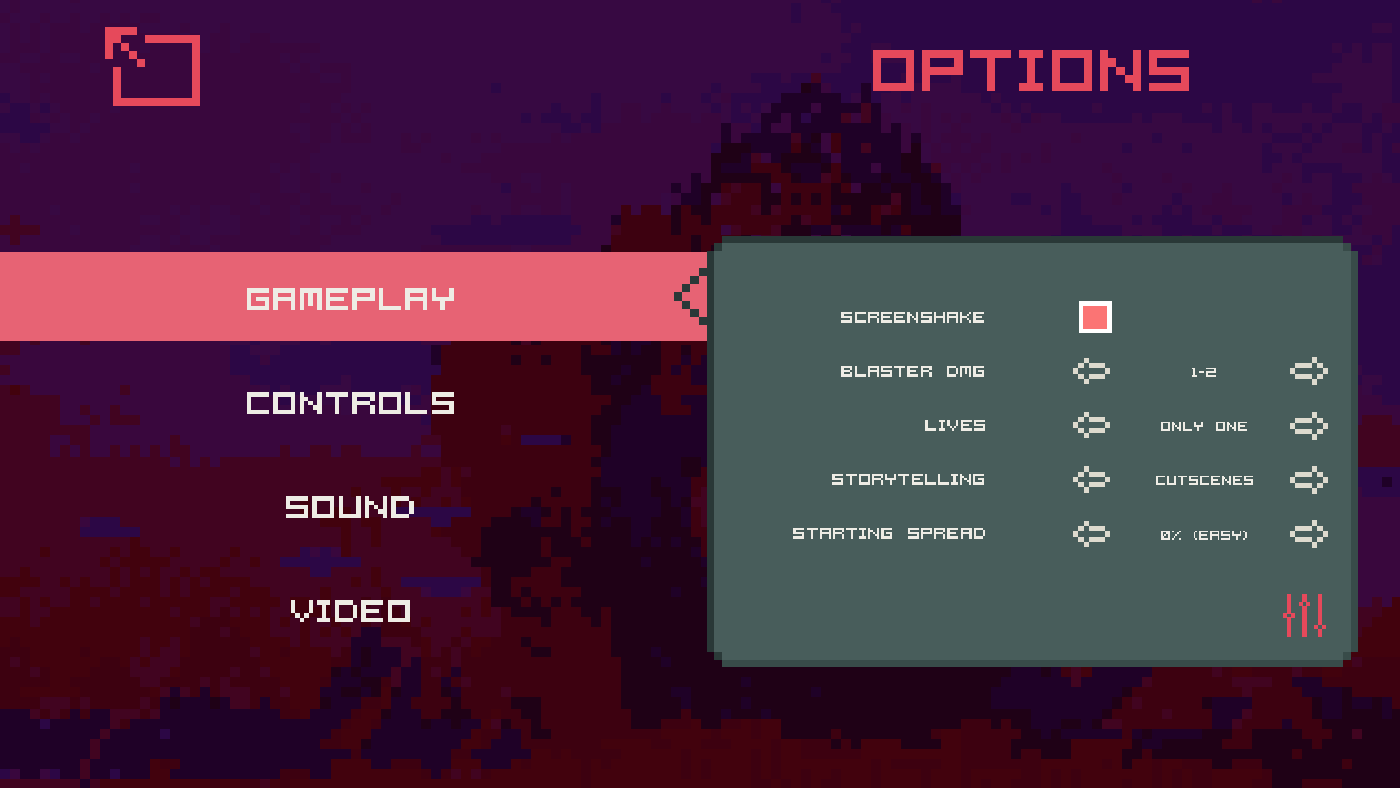 OPTIONS
GAMEPLAY
CONTROLS
SOUND
VIDEO
SCREENSHAKE
BLASTER DMG 1-2
LIVES ONLY ONE
STORYTELLING CUTSCENES
STARTING SPREAD 0% (EASY)